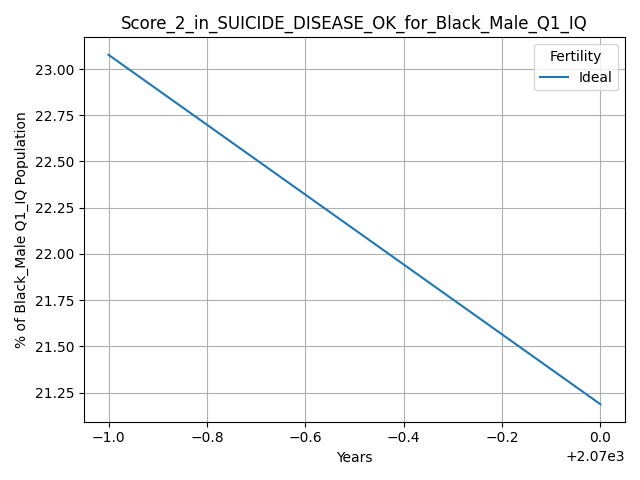 Score_2_in_SUICIDE_DISEASE_OK_for_Black_Male_Q1_IQ
Fertility
Ideal
% of Black_Male Q1_IQ Population
23.00
22.75
22.50
22.25
22.00
21.75
21.50
21.25
−1.0 −0.8 −0.6 −0.4 −0.2 0.0
+2.07e3
Years